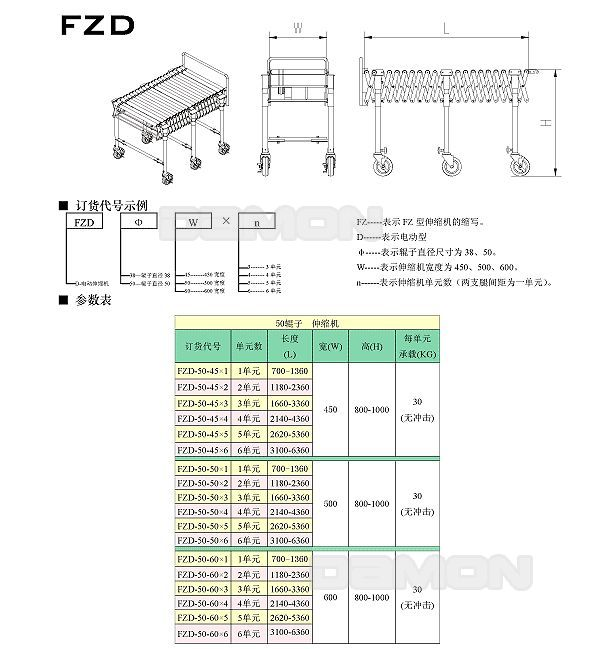 FZD
W
L
H
■ 订货代号示例
DAMON
FZD Φ W × n
D-电动伸缩机
38—辊子直径 38
50—辊子直径 50
45-----450 宽度
50-----500 宽度
60-----600 宽度
3------ 3 单元
4------ 4 单元
5------ 5 单元
6------ 6 单元
FZ-----表示 FZ 型伸缩机的缩写。
D------表示电动型
Φ-----表示辊子直径尺寸为 38、50。
W-----表示伸缩机宽度为 450、500、600。
n------表示伸缩机单元数（两支腿间距为一单元）。
■ 参数表
50辊子 伸缩机
订货代号 单元数 长度(L) 宽(W) 高(H) 每单元承载(KG)
FZD-50-45×1 1单元 700-1360
FZD-50-45×2 2单元 1180-2360
FZD-50-45×3 3单元 1660-3360
FZD-50-45×4 4单元 2140-4360
FZD-50-45×5 5单元 2620-5360
FZD-50-45×6 6单元 3100-6360
450 800-1000 30
(无冲击)
FZD-50-50×1 1单元 700-1360
FZD-50-50×2 2单元 1180-2360
FZD-50-50×3 3单元 1660-3360
FZD-50-50×4 4单元 2140-4360
FZD-50-50×5 5单元 2620-5360
FZD-50-50×6 6单元 3100-6360
500 800-1000 30
(无冲击)
FZD-50-60×1 1单元 700-1360
FZD-50-60×2 2单元 1180-2360
FZD-50-60×3 3单元 1660-3360
FZD-50-60×4 4单元 2140-4360
FZD-50-60×5 5单元 2620-5360
FZD-50-60×6 6单元 3100-6360
600 800-1000 30
(无冲击)
DAMON